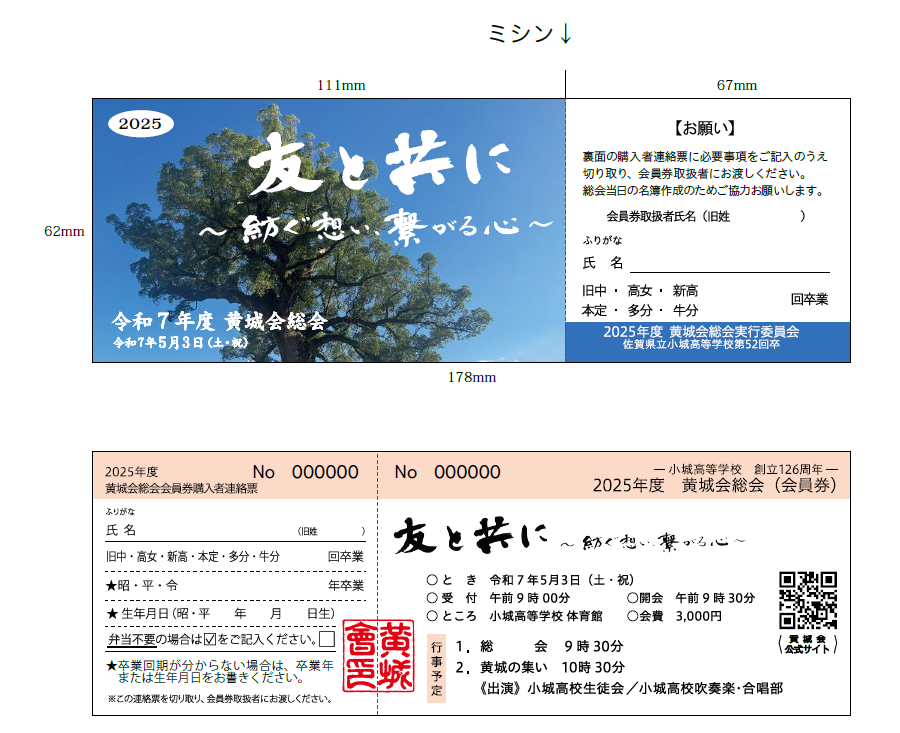 ミシン↓
111mm
67mm
2025
友と共に
～ 紡ぐ想い、繋がる心 ～
令和７年度 黄城会総会
令和7年5月3日（土・祝）
62mm
【お願い】
裏面の購入者連絡票に必要事項をご記入のうえ
切り取り、会員券取扱者にお渡しください。
総会当日の名簿作成のためご協力お願いします。
会員券取扱者氏名（旧姓　　　　　）
ふりがな
氏　名
旧中・高女・新高
本定・多分・牛分
回卒業
2025年度 黄城会総会実行委員会
佐賀県立小城高等学校第52回卒
178mm
2025年度
No 000000
黄城会総会会員券購入者連絡票
ふりがな
氏 名　（旧姓　　　　）
旧中・高女・新高・本定・多分・牛分　　回卒業
★昭・平・令　　年卒業
★ 生年月日（昭・平　　年　　月　　日生）
弁当不要の場合は☑をご記入ください。□
★卒業回期が分からない場合は、卒業年
または生年月日をお書きください。
※この連絡票を切り取り、会員券取扱者にお渡しください。
黄城會印
No 000000
― 小城高等学校　創立126周年 ―
2025年度　黄城会総会（会員券）
友と共に ～ 紡ぐ想い、繋がる心 ～
○ と　き　令和７年５月３日（土・祝）
○ 受　付　午前９時00分　○開会　午前９時30分
○ ところ　小城高等学校 体育館　○会費　3,000円
行事予定
１．総　　会　９時30分
２．黄城の集い　10時30分
《出演》小城高校生徒会／小城高校吹奏楽・合唱部
（黄城会
公式サイト）